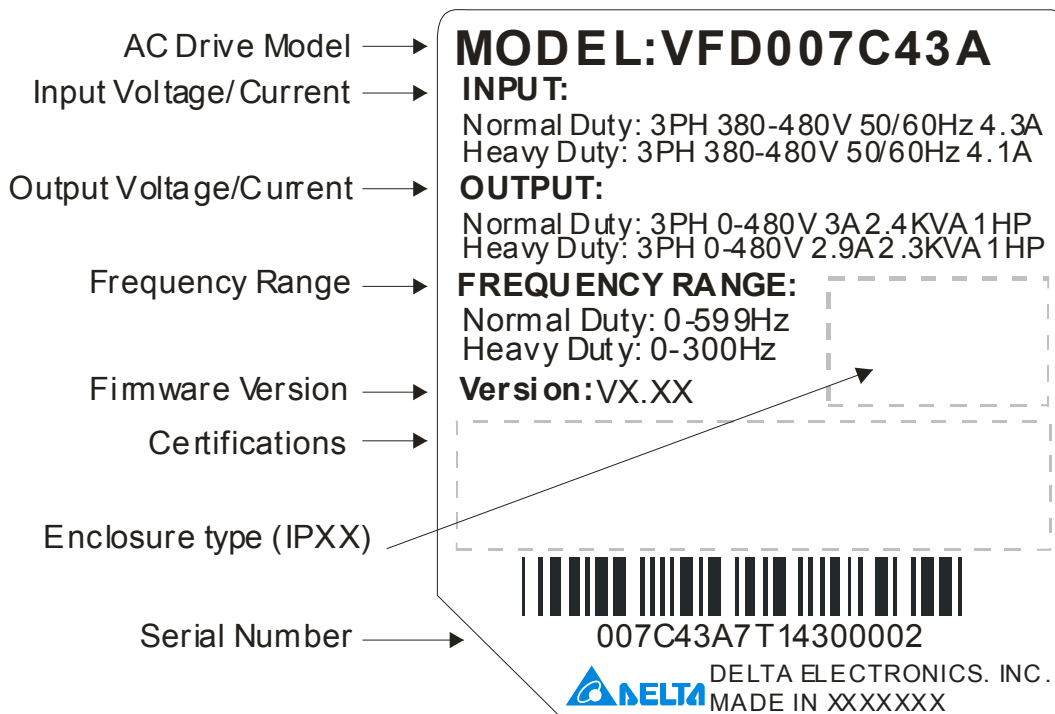 AC Drive Model
MODEL:VFD007C43A
Input Voltage/Current
INPUT:
Normal Duty: 3PH 380-480V 50/60Hz 4.3A
Heavy Duty: 3PH 380-480V 50/60Hz 4.1A
Output Voltage/Current
OUTPUT:
Normal Duty: 3PH 0-480V 3A 2.4KVA 1HP
Heavy Duty: 3PH 0-480V 2.9A 2.3KVA 1HP
Frequency Range
FREQUENCY RANGE:
Normal Duty: 0-599Hz
Heavy Duty: 0-300Hz
Firmware Version
Version: VX.XX
Certifications
Enclosure type (IPXX)
Serial Number
007C43A7T14300002
DELTA
DELTA ELECTRONICS. INC.
MADE IN XXXXXXX